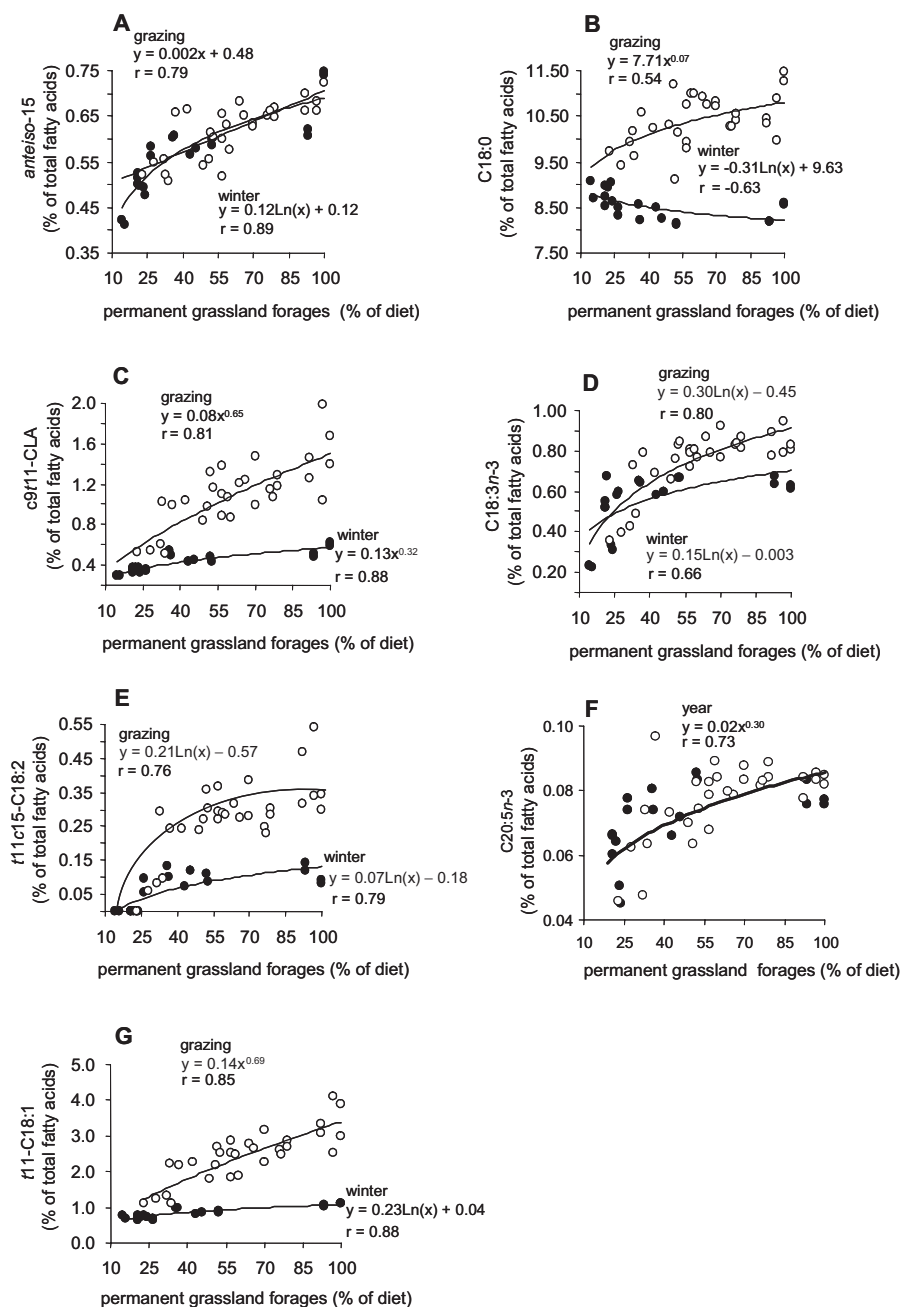 A
grazing
y = 0.002x + 0.48
r = 0.79
0.75
0.65
0.55
0.45
0.35
anteiso-15
(% of total fatty acids)
winter
y = 0.12Ln(x) + 0.12
r = 0.89
10 25 40 55 70 85 100
permanent grassland forages (% of diet)
B
grazing
y = 7.71x^0.07
r = 0.54
11.50
10.50
9.50
8.50
7.50
C18:0
(% of total fatty acids)
winter
y = -0.31Ln(x) + 9.63
r = -0.63
10 25 40 55 70 85 100
permanent grassland forages (% of diet)
C
grazing
y = 0.08x^0.65
r = 0.81
2.0
1.6
1.2
0.8
0.4
c9t11-CLA
(% of total fatty acids)
winter
y = 0.13x^0.32
r = 0.88
10 25 40 55 70 85 100
permanent grassland forages (% of diet)
D
grazing
y = 0.30Ln(x) – 0.45
r = 0.80
1.00
0.80
0.60
0.40
0.20
C18:3n-3
(% of total fatty acids)
winter
y = 0.15Ln(x) – 0.003
r = 0.66
10 25 40 55 70 85 100
permanent grassland forages (% of diet)
E
grazing
y = 0.21Ln(x) – 0.57
r = 0.76
0.55
0.45
0.35
0.25
0.15
0.05
t11c15-C18:2
(% of total fatty acids)
winter
y = 0.07Ln(x) – 0.18
r = 0.79
10 25 40 55 70 85 100
permanent grassland forages (% of diet)
F
year
y = 0.02x^0.30
r = 0.73
0.10
0.08
0.06
0.04
C20:5n-3
(% of total fatty acids)
10 25 40 55 70 85 100
permanent grassland forages (% of diet)
G
grazing
y = 0.14x^0.69
r = 0.85
5.0
4.0
3.0
2.0
1.0
0.0
t11-C18:1
(% of total fatty acids)
winter
y = 0.23Ln(x) + 0.04
r = 0.88
10 25 40 55 70 85 100
permanent grassland forages (% of diet)